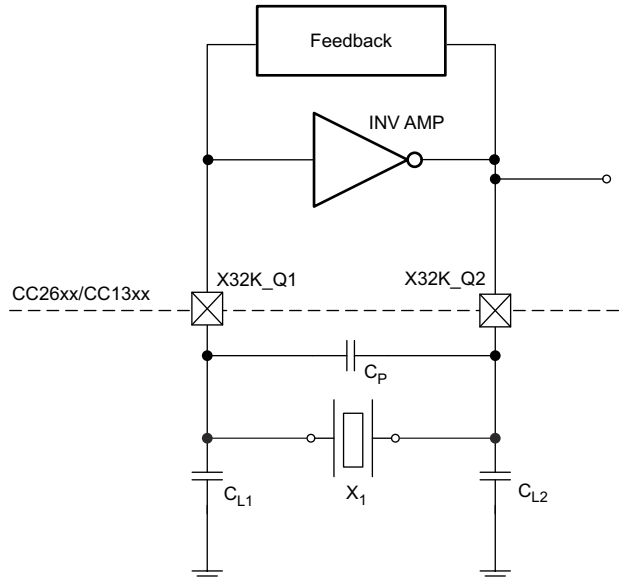 Feedback
INV AMP
X32K_Q1
X32K_Q2
CC26xx/CC13xx
CP
X1
CL1
CL2